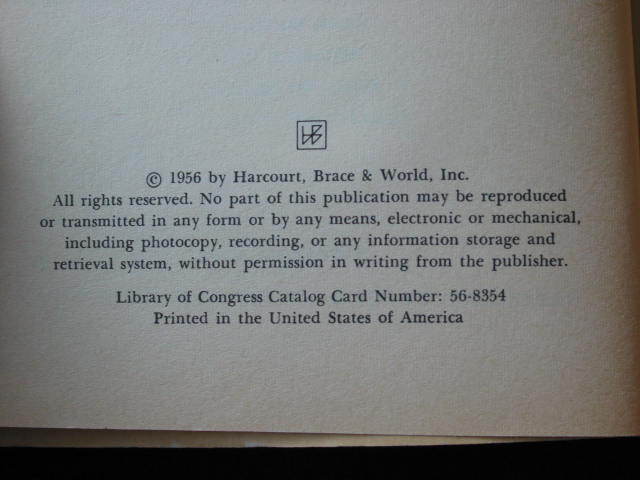 HB
© 1956 by Harcourt, Brace & World, Inc.
All rights reserved. No part of this publication may be reproduced
or transmitted in any form or by any means, electronic or mechanical,
including photocopy, recording, or any information storage and
retrieval system, without permission in writing from the publisher.
Library of Congress Catalog Card Number: 56-8354
Printed in the United States of America